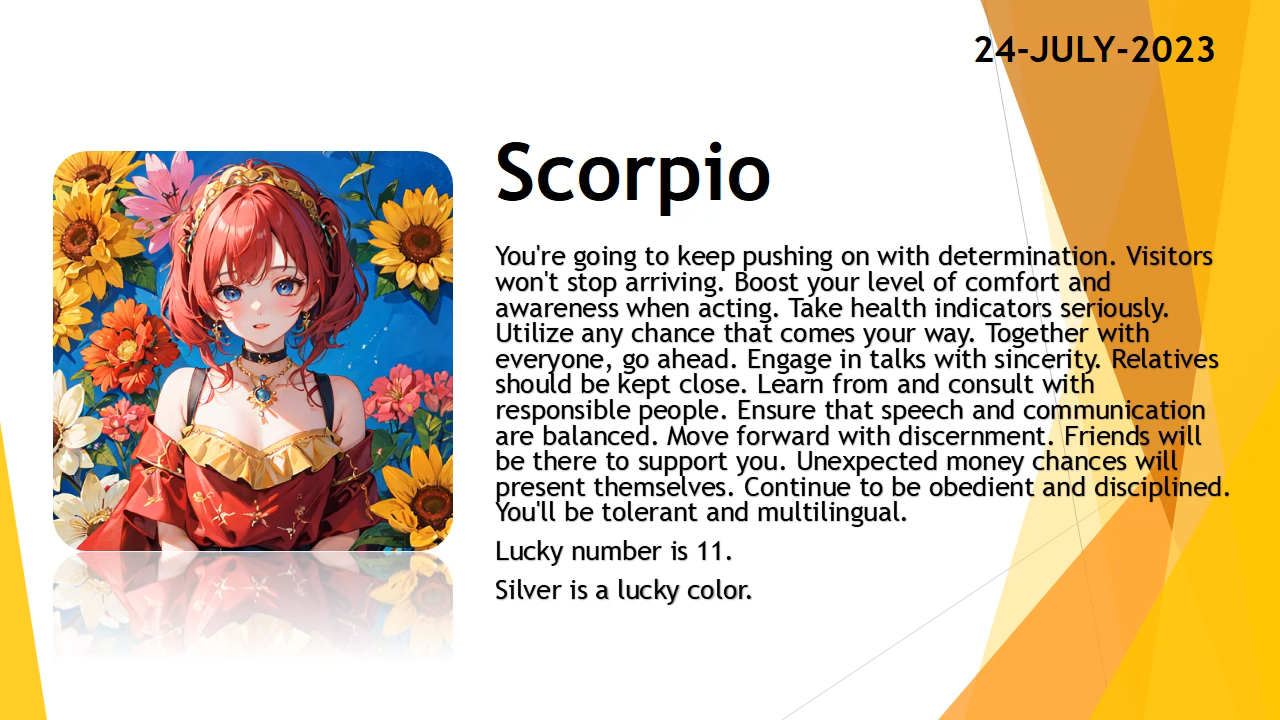 24-JULY-2023
Scorpio
You're going to keep pushing on with determination. Visitors
won't stop arriving. Boost your level of comfort and
awareness when acting. Take health indicators seriously.
Utilize any chance that comes your way. Together with
everyone, go ahead. Engage in talks with sincerity. Relatives
should be kept close. Learn from and consult with
responsible people. Ensure that speech and communication
are balanced. Move forward with discernment. Friends will
be there to support you. Unexpected money chances will
present themselves. Continue to be obedient and disciplined.
You'll be tolerant and multilingual.
Lucky number is 11.
Silver is a lucky color.